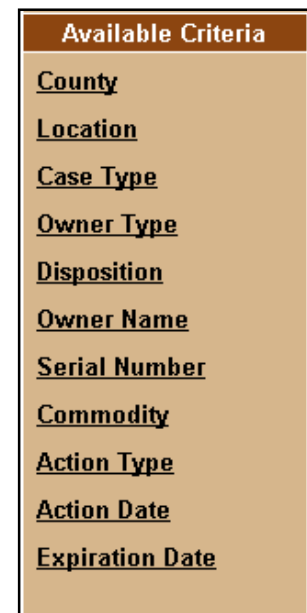 Available Criteria
County
Location
Case Type
Owner Type
Disposition
Owner Name
Serial Number
Commodity
Action Type
Action Date
Expiration Date